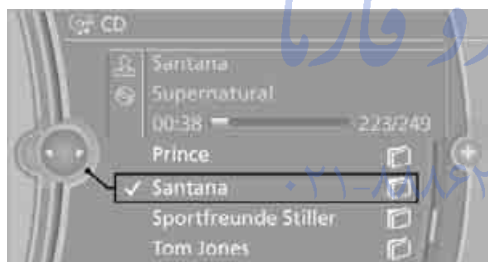 CD
Santana
Supernatural
00:38 223/249
Prince
Santana
Sportfreunde Stiller
Tom Jones